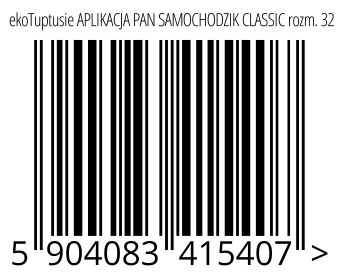 ekoTuptusie APLIKACJA PAN SAMOCHODZIK CLASSIC rozm. 32
5 904083 415407 >